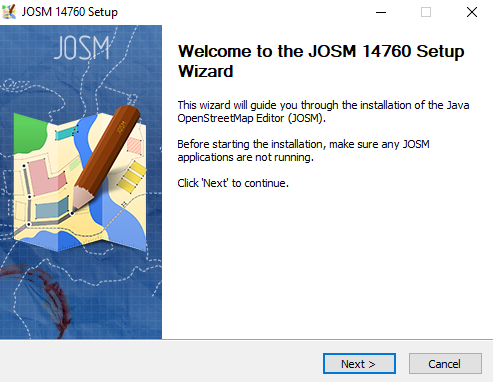 JOSM 14760 Setup
JOSM
JOSM
Welcome to the JOSM 14760 Setup
Wizard
This wizard will guide you through the installation of the Java
OpenStreetMap Editor (JOSM).
Before starting the installation, make sure any JOSM
applications are not running.
Click 'Next' to continue.
Next >
Cancel